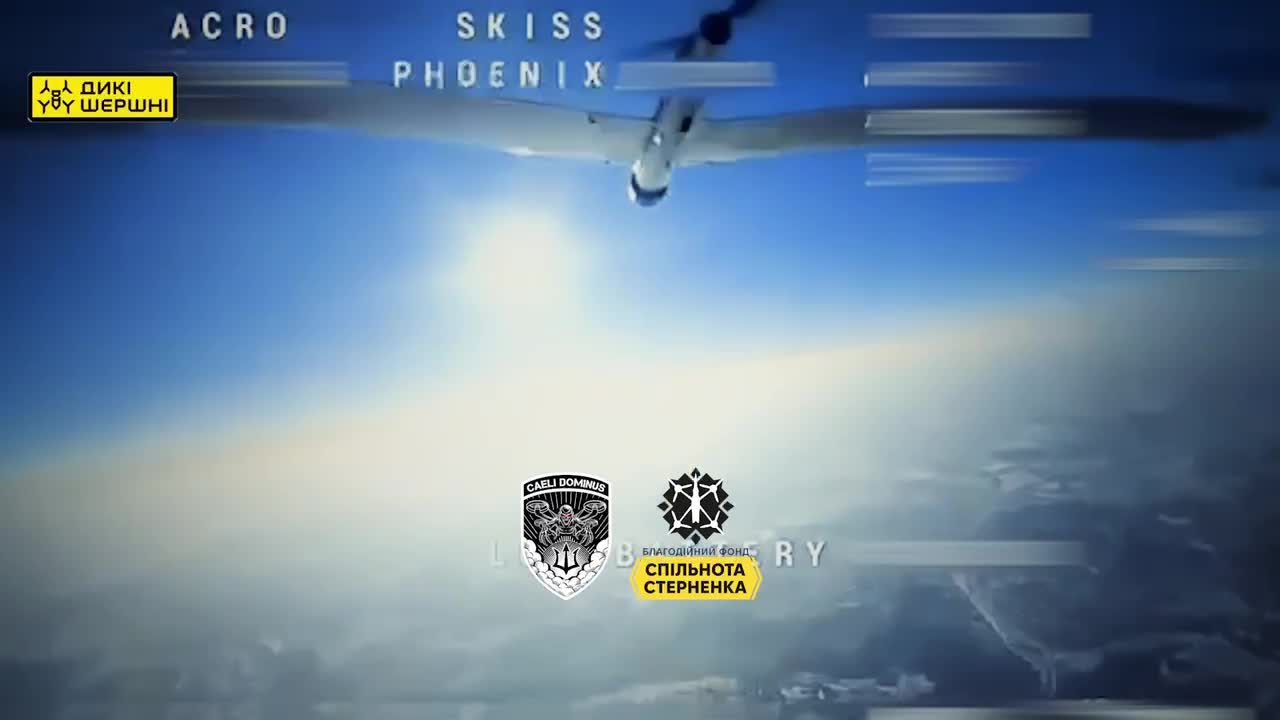 ACRO
SKISS
PHOENIX
ДИКІ
ШЕРШНІ
CAELI DOMINUS
БЛАГОДІЙНИЙ ФОНД
СПІЛЬНОТА
СТЕРНЕНКА